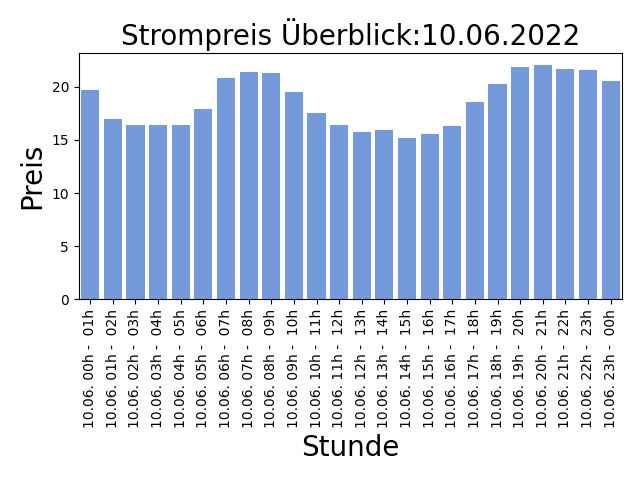 Strompreis Überblick:10.06.2022
Preis
20
15
10
5
0
10.06. 00h - 01h
10.06. 01h - 02h
10.06. 02h - 03h
10.06. 03h - 04h
10.06. 04h - 05h
10.06. 05h - 06h
10.06. 06h - 07h
10.06. 07h - 08h
10.06. 08h - 09h
10.06. 09h - 10h
10.06. 10h - 11h
10.06. 11h - 12h
10.06. 12h - 13h
10.06. 13h - 14h
10.06. 14h - 15h
10.06. 15h - 16h
10.06. 16h - 17h
10.06. 17h - 18h
10.06. 18h - 19h
10.06. 19h - 20h
10.06. 20h - 21h
10.06. 21h - 22h
10.06. 22h - 23h
10.06. 23h - 00h
Stunde